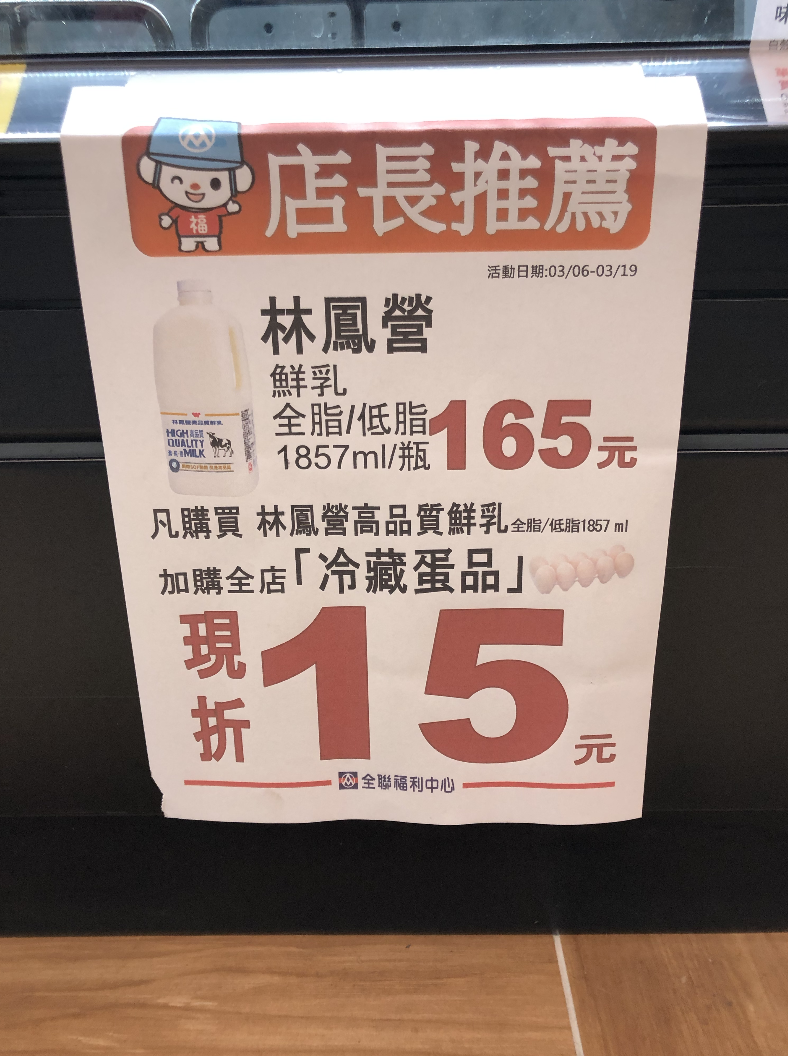 店長推薦
福
活動日期:03/06-03/19
林鳳營
鮮乳
全脂/低脂
1857ml/瓶
165元
HIGH
QUALITY
MILK
凡購買 林鳳營高品質鮮乳全脂/低脂1857 ml
加購全店「冷藏蛋品」
現折15元
全聯福利中心